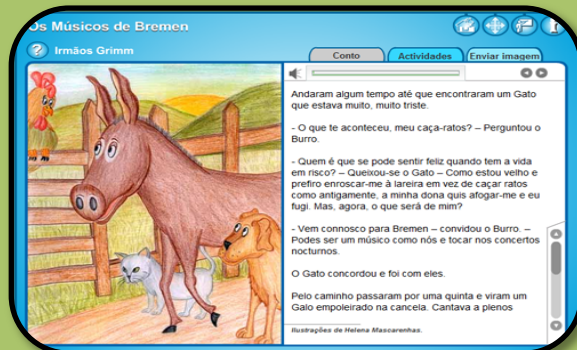 Os Músicos de Bremen
? Irmãos Grimm
Conto
Actividades
Enviar imagem
Andaram algum tempo até que encontraram um Gato
que estava muito, muito triste.
- O que te aconteceu, meu caça-ratos? – Perguntou o
Burro.
- Quem é que se pode sentir feliz quando tem a vida
em risco? – Queixou-se o Gato – Como estou velho e
prefiro enroscar-me à lareira em vez de caçar ratos
como antigamente, a minha dona quis afogar-me e eu
fugi. Mas, agora, o que será de mim?
- Vem connosco para Bremen – convidou o Burro. –
Podes ser um músico como nós e tocar nos concertos
nocturnos.
O Gato concordou e foi com eles.
Pelo caminho passaram por uma quinta e viram um
Galo empoleirado na cancela. Cantava a plenos
Ilustrações de Helena Mascarenhas.